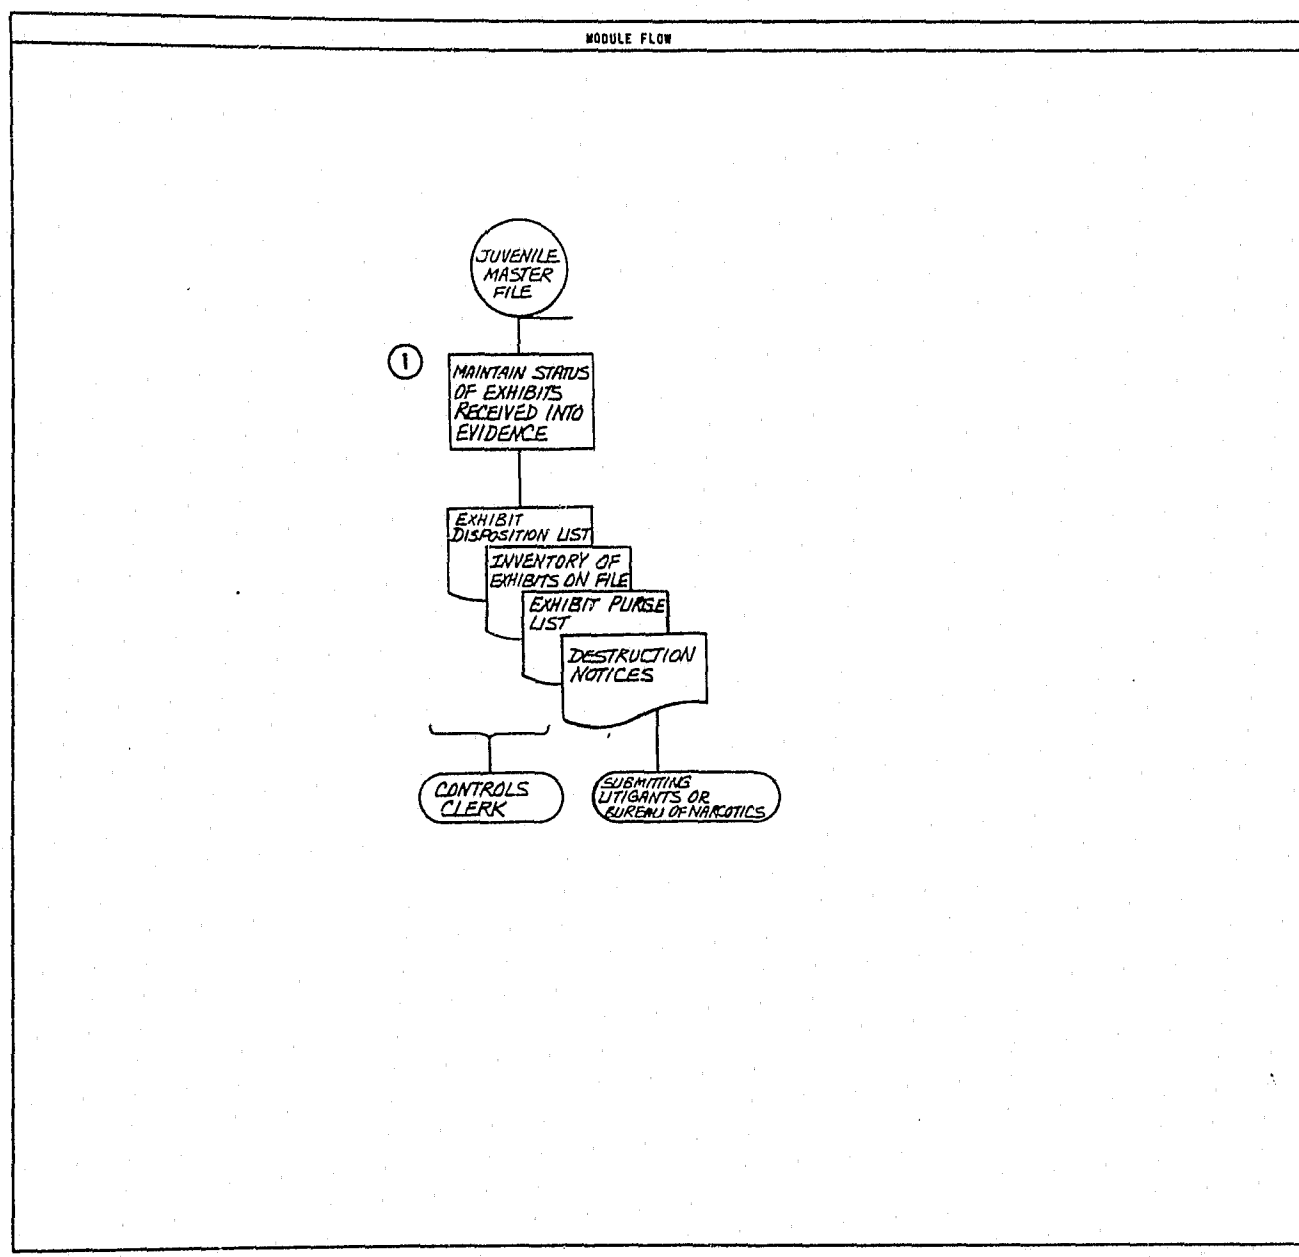 MODULE FLOW
JUVENILE
MASTER
FILE
1
MAINTAIN STATUS
OF EXHIBITS
RECEIVED INTO
EVIDENCE
EXHIBIT
DISPOSITION LIST
INVENTORY OF
EXHIBITS ON FILE
EXHIBIT PURGE
LIST
DESTRUCTION
NOTICES
CONTROLS
CLERK
SUBMITTING
LITIGANTS OR
BUREAU OF NARCOTICS